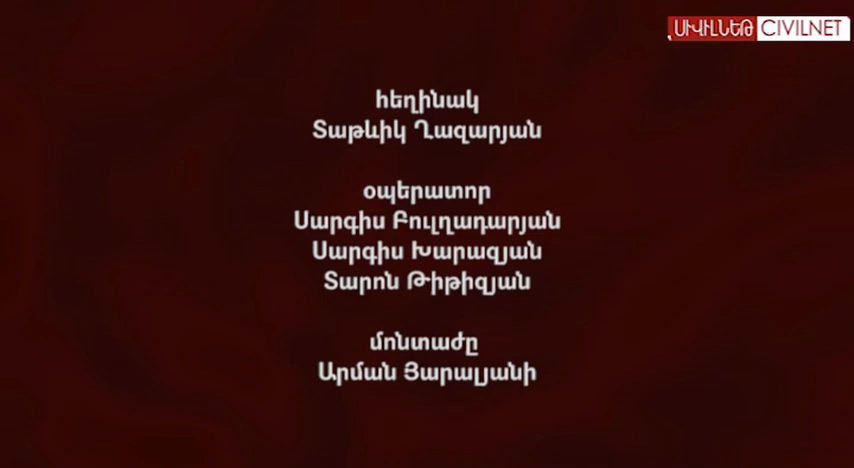 ՍԻՎԻԼՆԵԹ CIVILNET
հեղինակ
Տաթևիկ Ղազարյան
օպերատոր
Սարգիս Բուլղադարյան
Սարգիս Խարազյան
Տարոն Թիթիզյան
մոնտաժը
Արման Յարալյանի